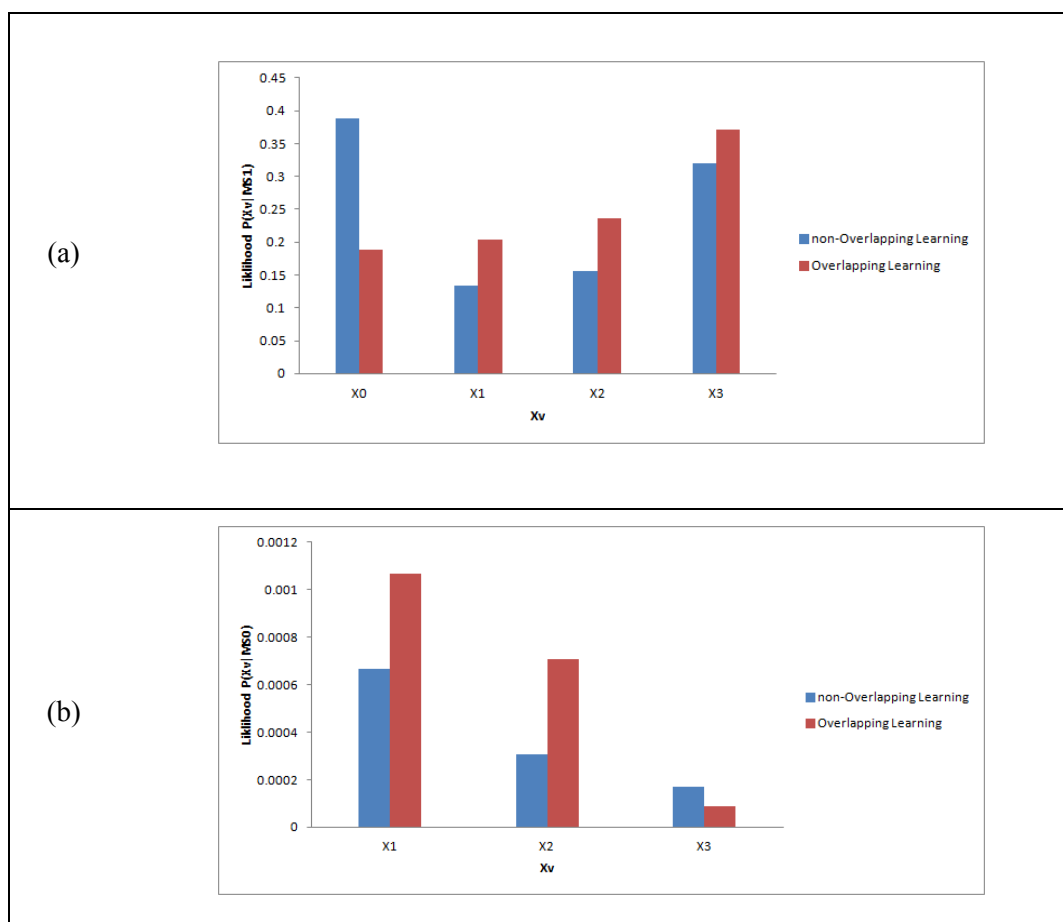 (a)
Liklihood P(Xv|MS1)
0.45
0.4
0.35
0.3
0.25
0.2
0.15
0.1
0.05
0
X0 X1 X2 X3
Xv
non-Overlapping Learning
Overlapping Learning
(b)
Liklihood P(Xv|MS0)
0.0012
0.001
0.0008
0.0006
0.0004
0.0002
0
X1 X2 X3
Xv
non-Overlapping Learning
Overlapping Learning